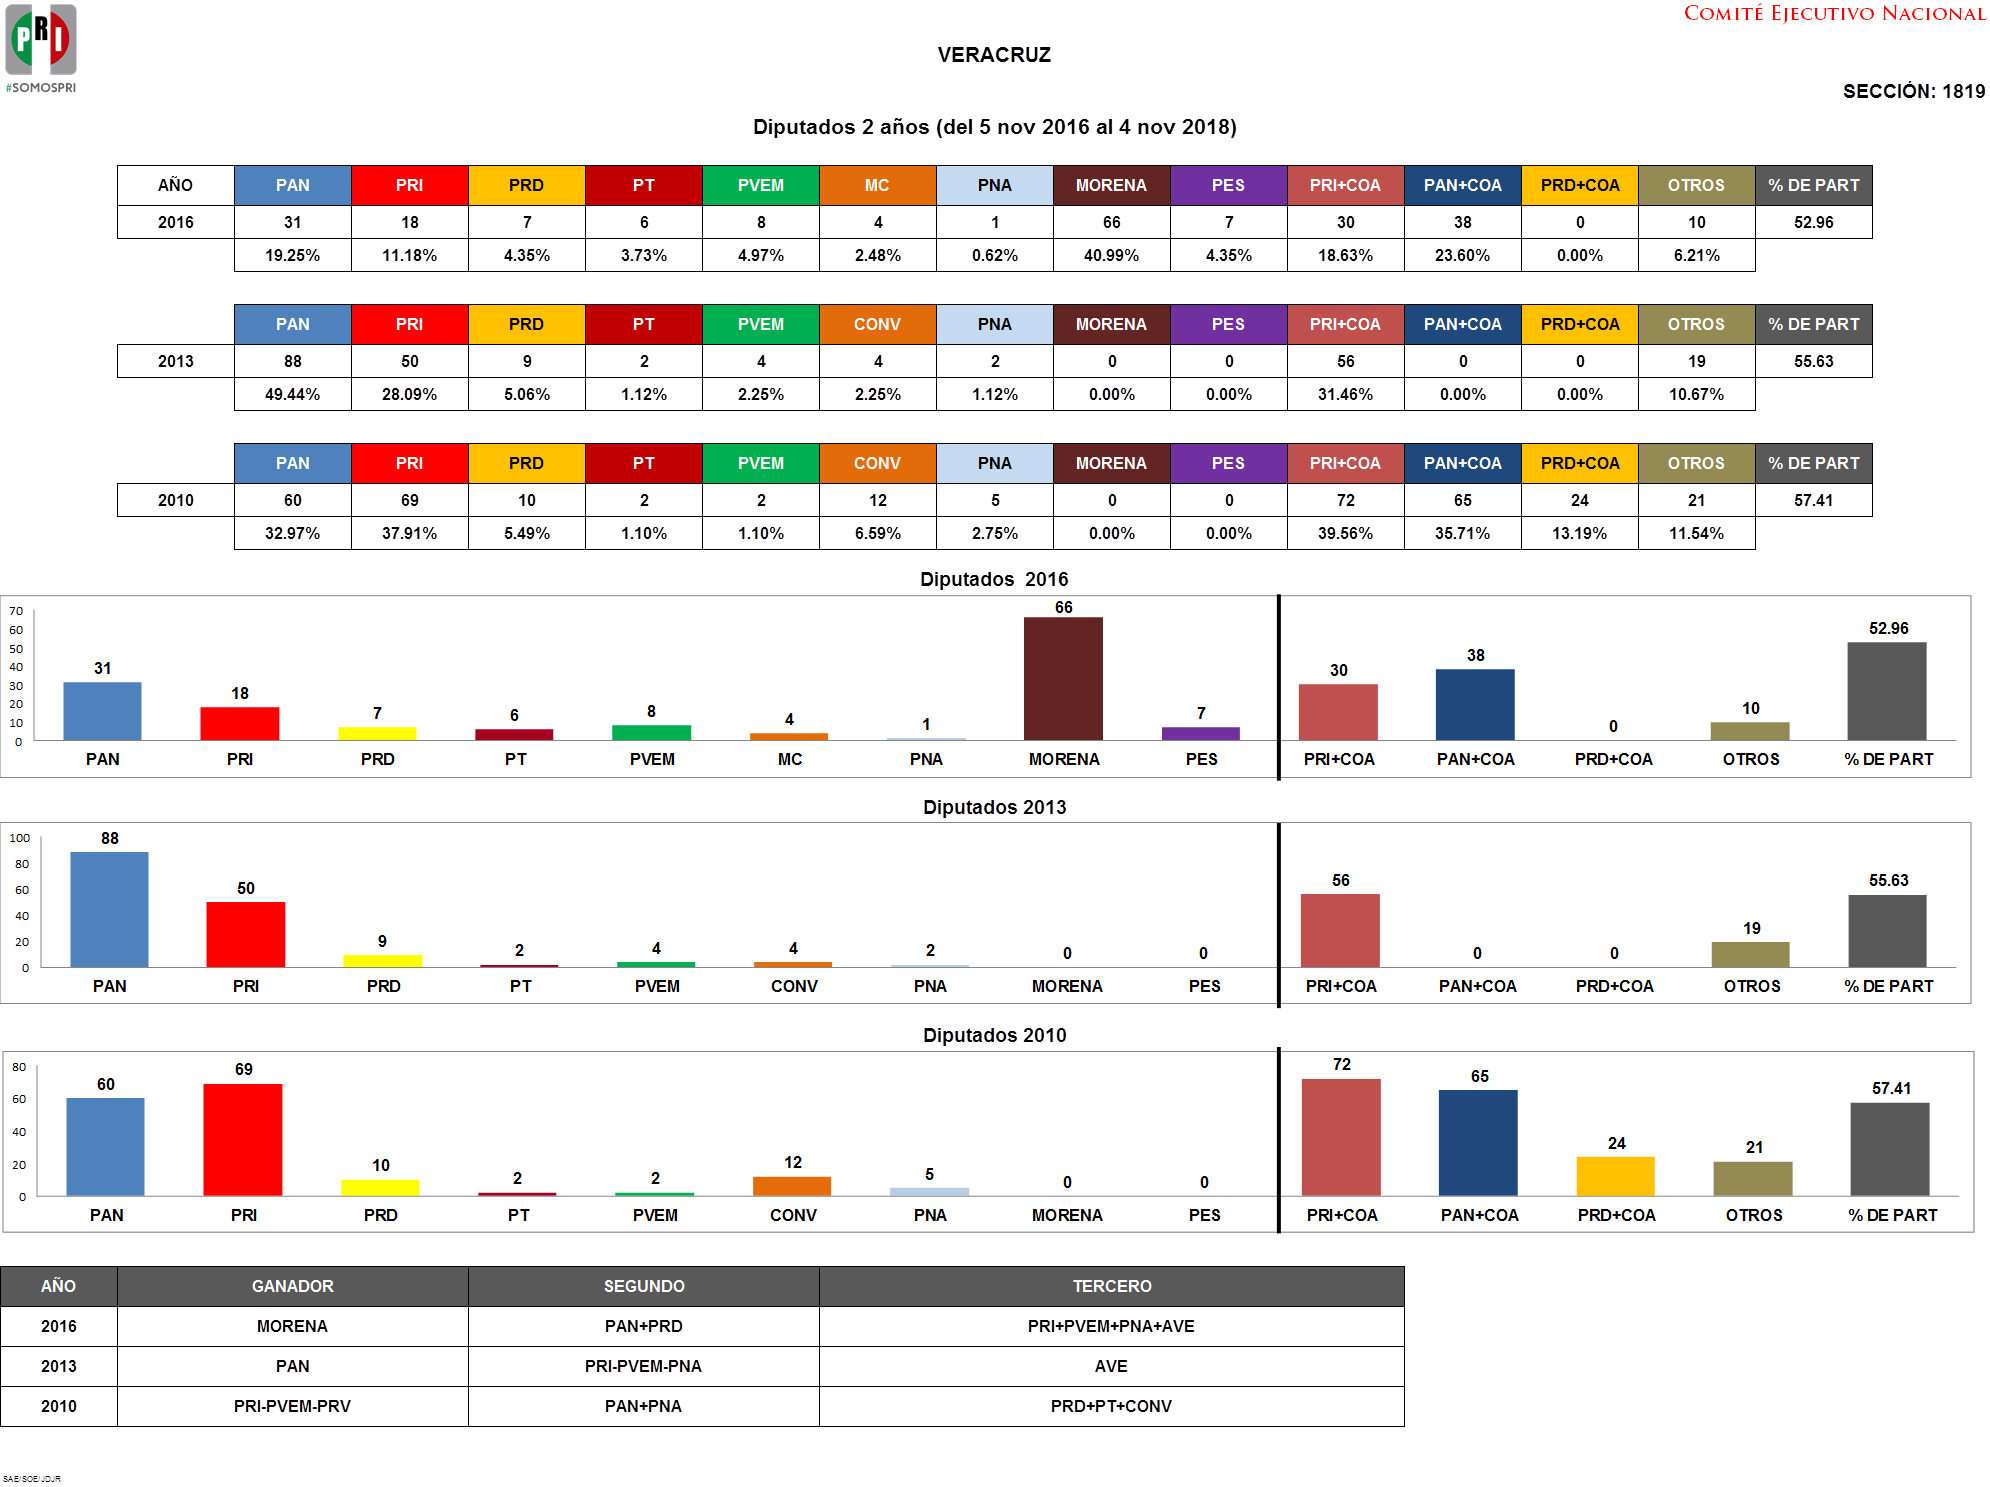 PRI
#SOMOSPRI
COMITÉ EJECUTIVO NACIONAL
VERACRUZ
SECCIÓN: 1819
Diputados 2 años (del 5 nov 2016 al 4 nov 2018)
AÑO PAN PRI PRD PT PVEM MC PNA MORENA PES PRI+COA PAN+COA PRD+COA OTROS % DE PART
2016 31 18 7 6 8 4 1 66 7 30 38 0 10 52.96
19.25% 11.18% 4.35% 3.73% 4.97% 2.48% 0.62% 40.99% 4.35% 18.63% 23.60% 0.00% 6.21%
PAN PRI PRD PT PVEM CONV PNA MORENA PES PRI+COA PAN+COA PRD+COA OTROS % DE PART
2013 88 50 9 2 4 4 2 0 0 56 0 0 19 55.63
49.44% 28.09% 5.06% 1.12% 2.25% 2.25% 1.12% 0.00% 0.00% 31.46% 0.00% 0.00% 10.67%
PAN PRI PRD PT PVEM CONV PNA MORENA PES PRI+COA PAN+COA PRD+COA OTROS % DE PART
2010 60 69 10 2 2 12 5 0 0 72 65 24 21 57.41
32.97% 37.91% 5.49% 1.10% 1.10% 6.59% 2.75% 0.00% 0.00% 39.56% 35.71% 13.19% 11.54%
Diputados 2016
70
60
50
40
30
20
10
0
31 18 7 6 8 4 1 66 7 30 38 0 10 52.96
PAN PRI PRD PT PVEM MC PNA MORENA PES PRI+COA PAN+COA PRD+COA OTROS % DE PART
Diputados 2013
100
80
60
40
20
0
88 50 9 2 4 4 2 0 0 56 0 0 19 55.63
PAN PRI PRD PT PVEM CONV PNA MORENA PES PRI+COA PAN+COA PRD+COA OTROS % DE PART
Diputados 2010
80
60
40
20
0
60 69 10 2 2 12 5 0 0 72 65 24 21 57.41
PAN PRI PRD PT PVEM CONV PNA MORENA PES PRI+COA PAN+COA PRD+COA OTROS % DE PART
AÑO GANADOR SEGUNDO TERCERO
2016 MORENA PAN+PRD PRI+PVEM+PNA+AVE
2013 PAN PRI-PVEM-PNA AVE
2010 PRI-PVEM-PRV PAN+PNA PRD+PT+CONV
SAE/SOE/JDJR